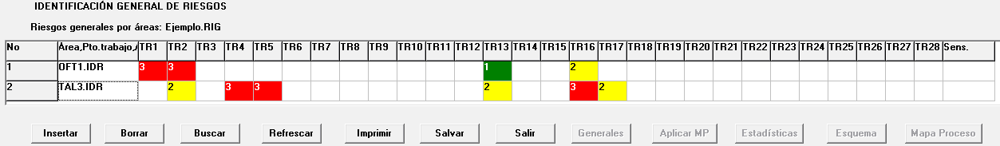 IDENTIFICACIÓN GENERAL DE RIESGOS
Riesgos generales por áreas: Ejemplo.RIG
No Área,Pto.trabajo, TR1 TR2 TR3 TR4 TR5 TR6 TR7 TR8 TR9 TR10 TR11 TR12 TR13 TR14 TR15 TR16 TR17 TR18 TR19 TR20 TR21 TR22 TR23 TR24 TR25 TR26 TR27 TR28 Sens.
1 OFT1.IDR 3 3 1 2
2 TAL3.IDR 2 3 3 2 3 2
Insertar Borrar Buscar Refrescar Imprimir Salvar Salir Generales Aplicar MP Estadísticas Esquema Mapa Proceso